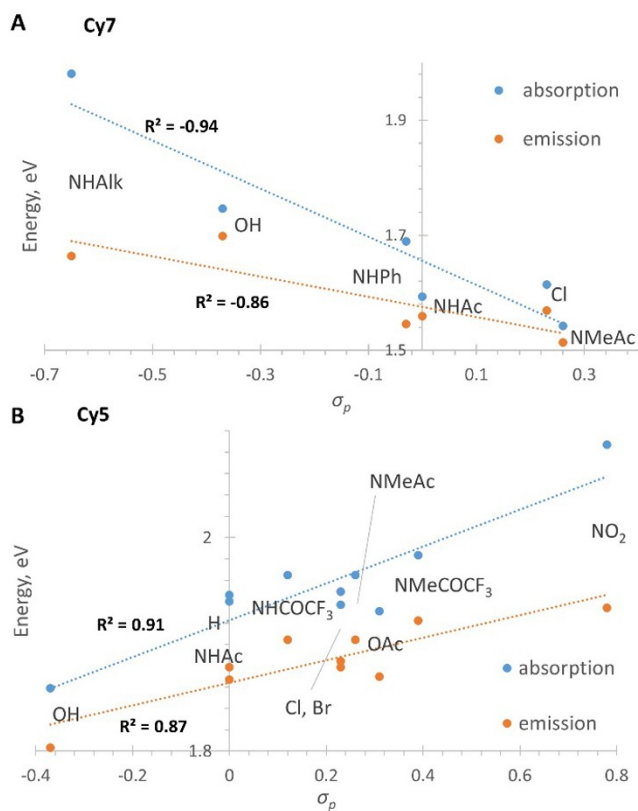 A Cy7
absorption
emission
1.9
R² = -0.94
Energy, eV
NHAlk
OH
1.7
NHPh
Cl
NHAc
R² = -0.86
NMeAc
1.5
-0.7 -0.5 -0.3 -0.1 0.1 0.3
σp
B Cy5
NMeAc
2
NO2
Energy, eV
NMeCOCF3
NHCOCF3
H
R² = 0.91
OAc
NHAc
absorption
Cl, Br
OH
emission
R² = 0.87
1.8
-0.4 -0.2 0 0.2 0.4 0.6 0.8
σp